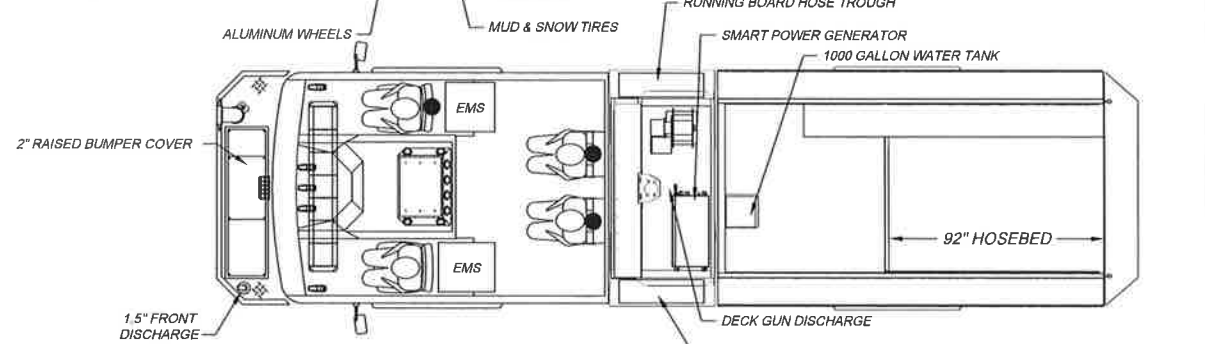 RUNNING BOARD HOSE TROUGH
MUD & SNOW TIRES
ALUMINUM WHEELS
SMART POWER GENERATOR
1000 GALLON WATER TANK
EMS
2" RAISED BUMPER COVER
92" HOSEBED
EMS
1.5" FRONT
DISCHARGE
DECK GUN DISCHARGE